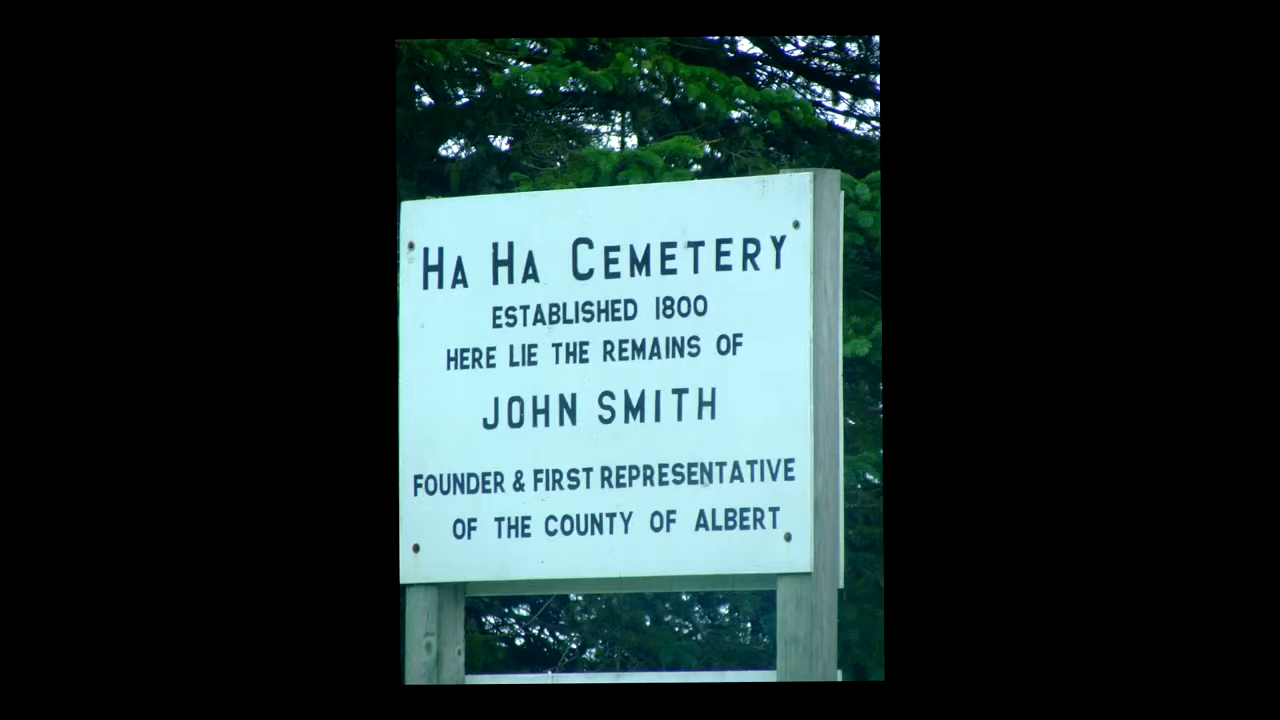 HA HA CEMETERY
ESTABLISHED 1800
HERE LIE THE REMAINS OF
JOHN SMITH
FOUNDER & FIRST REPRESENTATIVE
OF THE COUNTY OF ALBERT